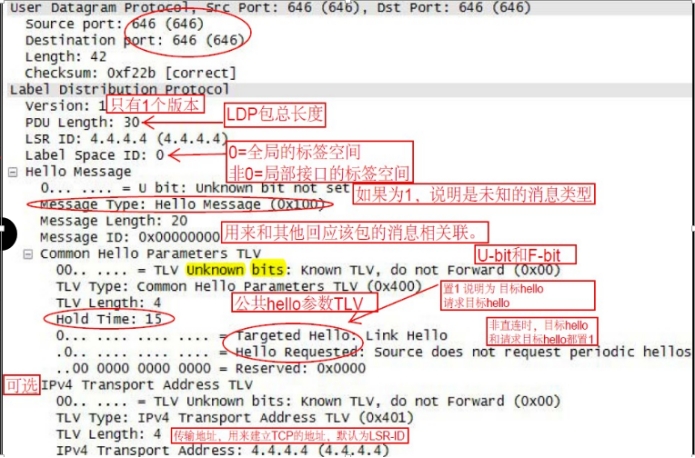 User Datagram Protocol, Src Port: 646 (646), Dst Port: 646 (646)
Source port: 646 (646)
Destination port: 646 (646)
Length: 42
Checksum: 0xf22b [correct]
Label Distribution Protocol
Version: 1 只有1个版本
PDU Length: 30 LDP包总长度
LSR ID: 4.4.4.4 (4.4.4.4)
Label Space ID: 0 0=全局的标签空间
非0=局部接口的标签空间
Hello Message
0... .... = U bit: Unknown bit not set 如果为1，说明是未知的消息类型
Message Type: Hello Message (0x100)
Message Length: 20
Message ID: 0x00000000 用来和其他回应该包的消息相关联。
Common Hello Parameters TLV U-bit和F-bit
00.. .... = TLV Unknown bits: Known TLV, do not Forward (0x00)
TLV Type: Common Hello Parameters TLV (0x400) 置1 说明为 目标hello
请求目标hello
TLV Length: 4 公共hello参数TLV
Hold Time: 15
0... .... .... .... = Targeted Hello: Link Hello 非直连时，目标hello
和请求目标hello都置1
.0.. .... .... .... = Hello Requested: Source does not request periodic hellos
..00 0000 0000 0000 = Reserved: 0x0000
可选 IPv4 Transport Address TLV
00.. .... = TLV Unknown bits: Known TLV, do not Forward (0x00)
TLV Type: IPv4 Transport Address TLV (0x401)
TLV Length: 4 传输地址，用来建立TCP的地址，默认为LSR-ID
IPv4 Transport Address: 4.4.4.4 (4.4.4.4)